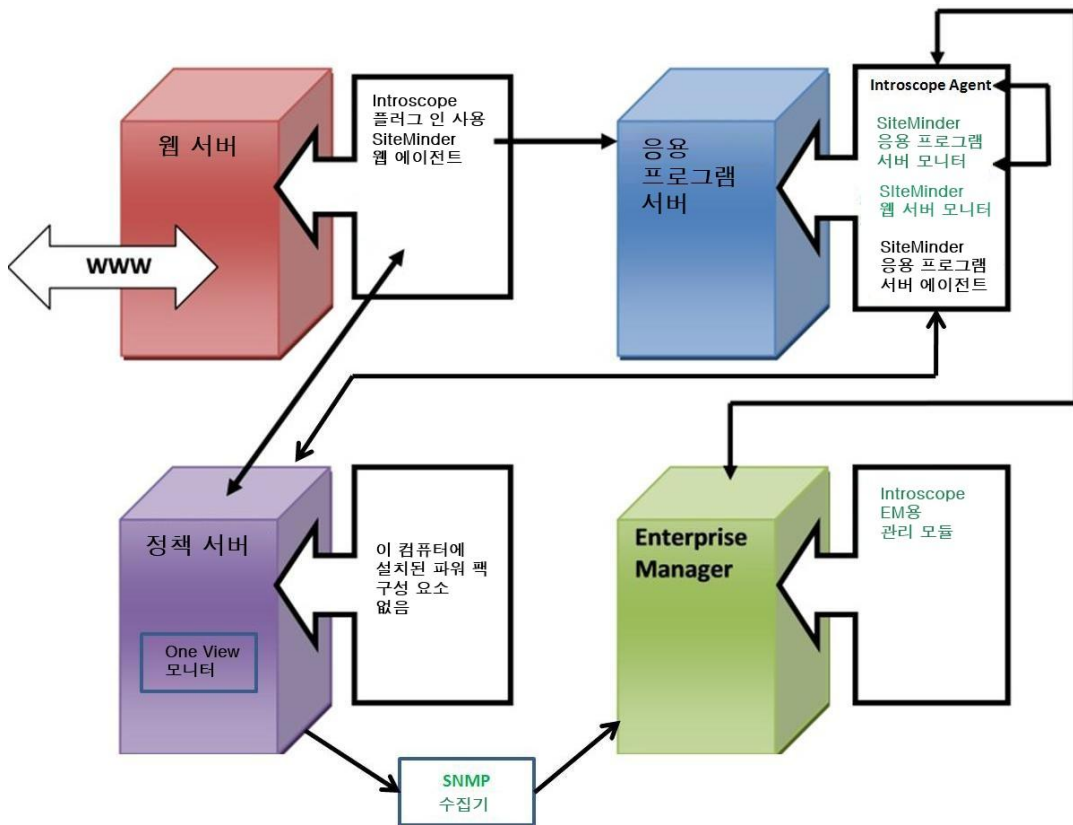 웹 서버
WWW
Introscope
플러그 인 사용
SiteMinder
웹 에이전트
응용
프로그램
서버
Introscope Agent
SiteMinder
응용 프로그램
서버 모니터
SIteMinder
웹 서버 모니터
SiteMinder
응용 프로그램
서버 에이전트
정책 서버
One View
모니터
이 컴퓨터에
설치된 파워 팩
구성 요소
없음
Enterprise
Manager
Introscope
EM용
관리 모듈
SNMP
수집기